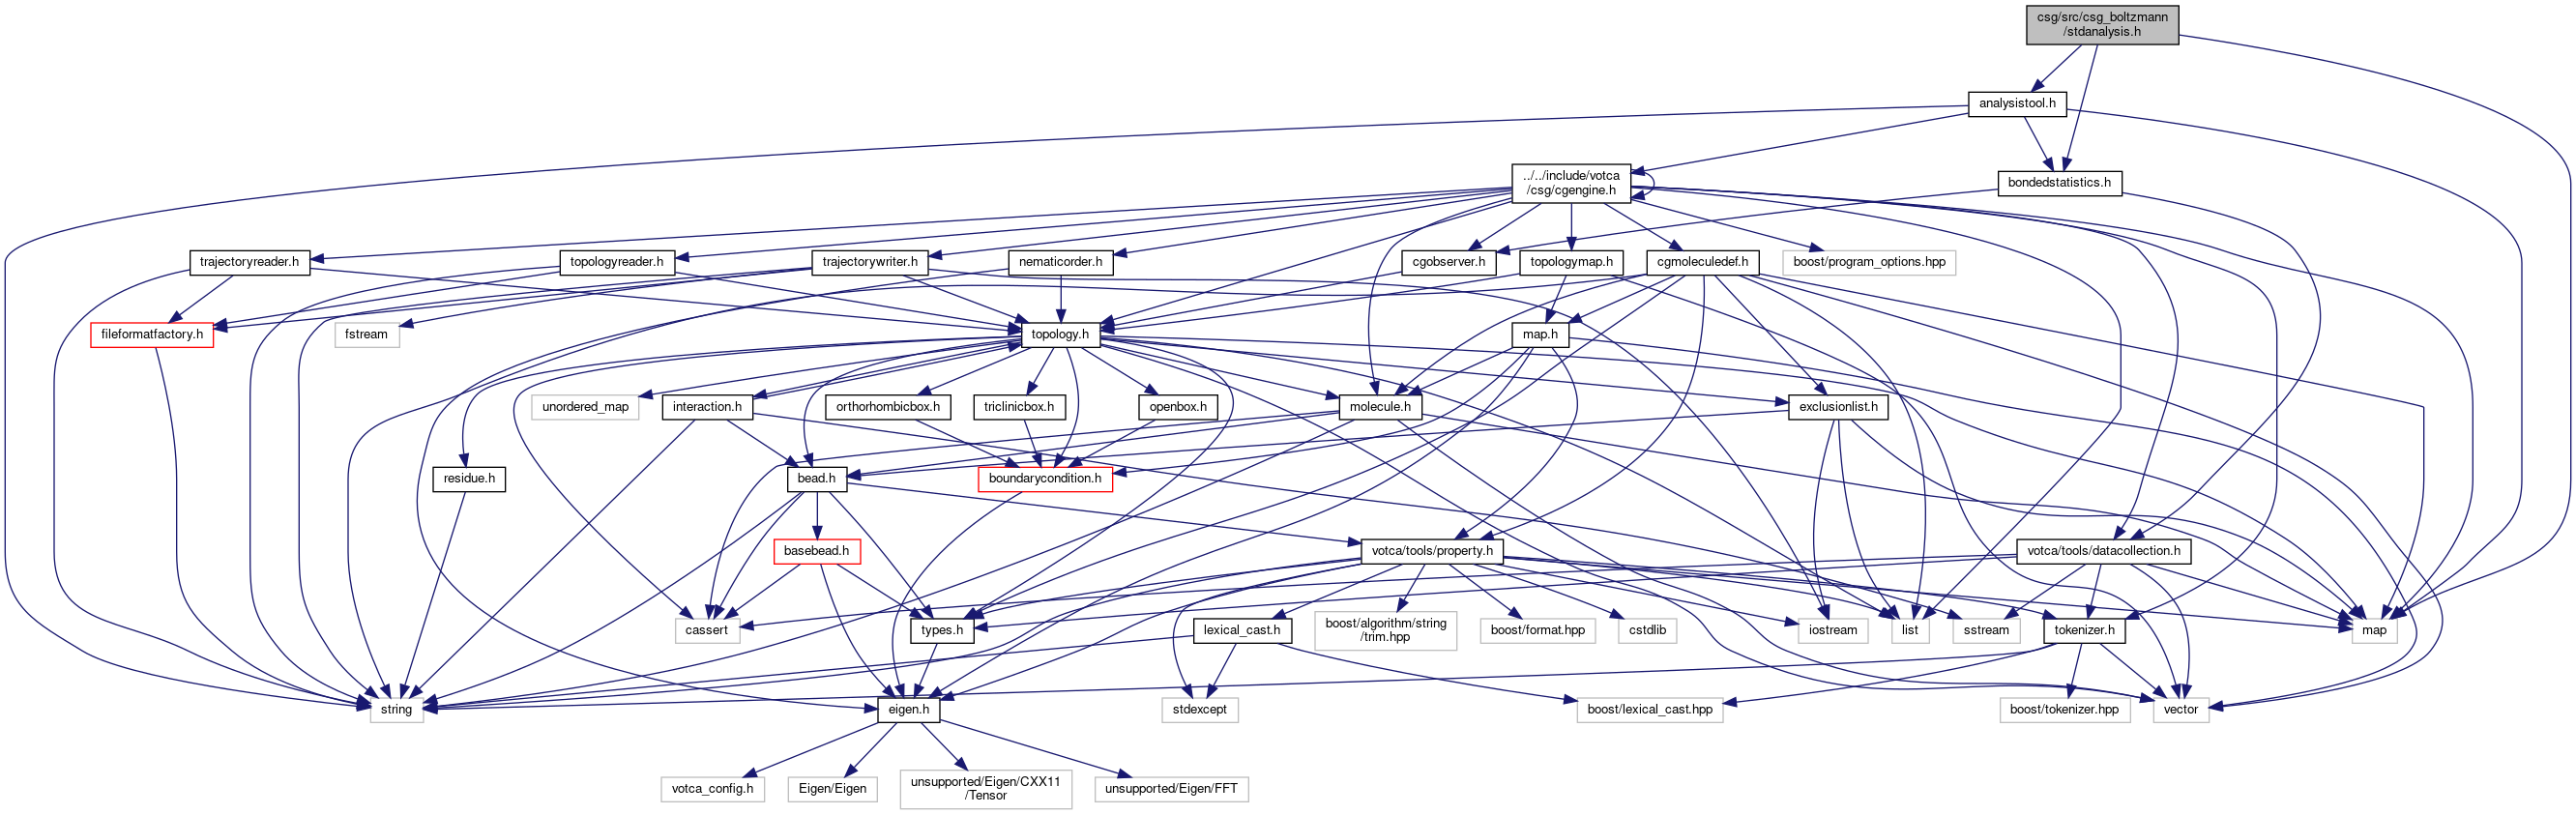 csg/src/csg_boltzmann
/stdanalysis.h
analysistool.h
../../include/votca
/csg/cgengine.h
bondedstatistics.h
trajectoryreader.h
topologyreader.h
trajectorywriter.h
nematicorder.h
cgobserver.h
topologymap.h
cgmoleculedef.h
boost/program_options.hpp
fileformatfactory.h
fstream
topology.h
map.h
unordered_map
interaction.h
orthorhombicbox.h
triclinicbox.h
openbox.h
molecule.h
exclusionlist.h
residue.h
bead.h
boundarycondition.h
basebead.h
votca/tools/property.h
votca/tools/datacollection.h
cassert
types.h
lexical_cast.h
boost/algorithm/string
/trim.hpp
boost/format.hpp
cstdlib
iostream
list
sstream
tokenizer.h
map
string
eigen.h
stdexcept
boost/lexical_cast.hpp
boost/tokenizer.hpp
vector
votca_config.h
Eigen/Eigen
unsupported/Eigen/CXX11
/Tensor
unsupported/Eigen/FFT